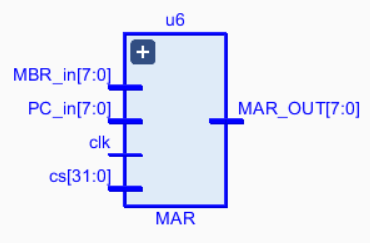 u6
+
MBR_in[7:0]
PC_in[7:0]
MAR_OUT[7:0]
clk
cs[31:0]
MAR